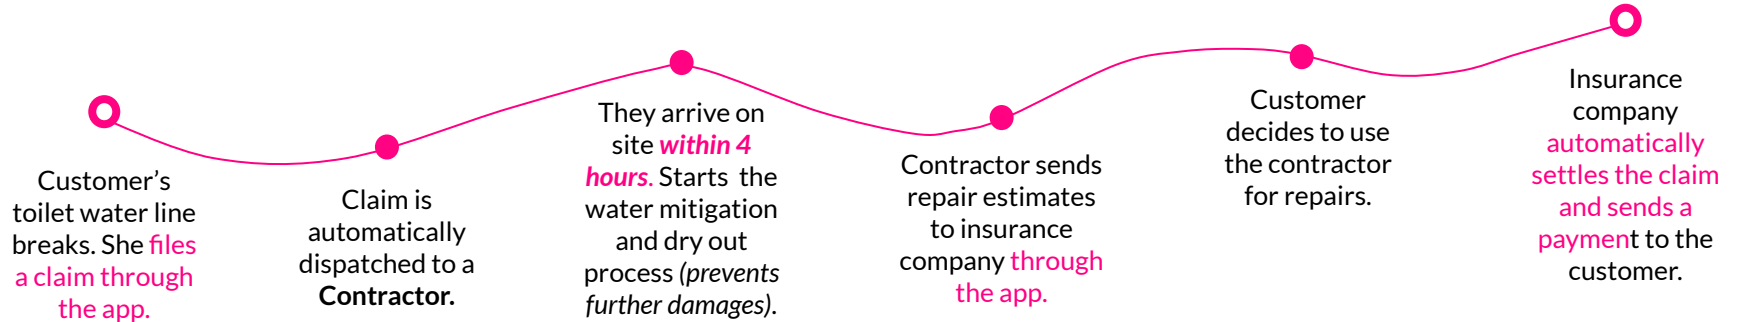 Customer’s
toilet water line
breaks. She files
a claim through
the app.
Claim is
automatically
dispatched to a
Contractor.
They arrive on
site within 4
hours. Starts the
water mitigation
and dry out
process (prevents
further damages).
Contractor sends
repair estimates
to insurance
company through
the app.
Customer
decides to use
the contractor
for repairs.
Insurance
company
automatically
settles the claim
and sends a
payment to the
customer.